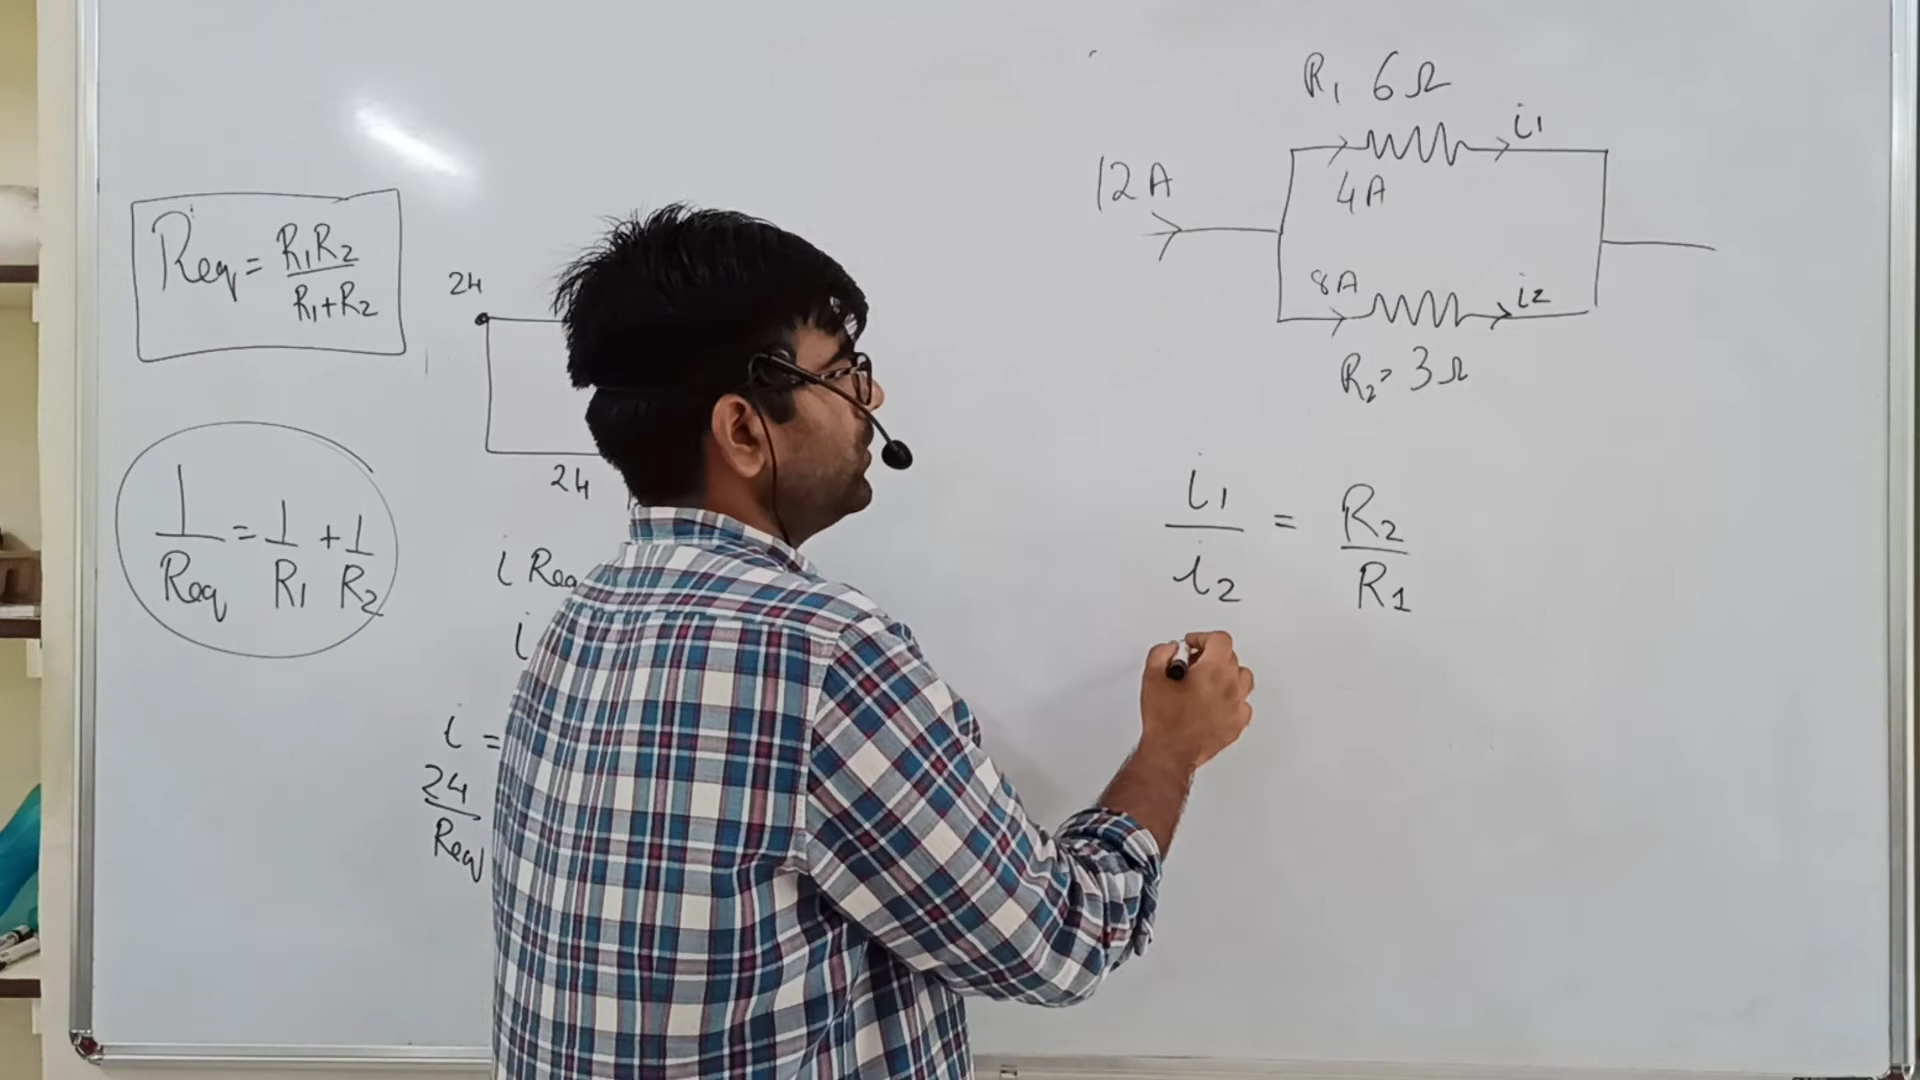 Req = R1R2 / R1+R2
1/Req = 1/R1 + 1/R2
24
24
i Req
i
i =
24/Req
R1 6Ω
i1
12A
4A
8A
i2
R2 = 3Ω
i1/i2 = R2/R1